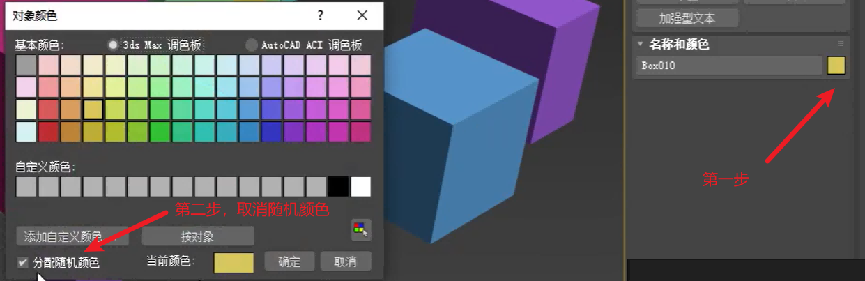 对象颜色
?
基本颜色:
3ds Max 调色板
AutoCAD ACI 调色板
自定义颜色:
第二步，取消随机颜色
添加自定义颜色...
按对象
分配随机颜色
当前颜色:
确定
取消
加强型文本
名称和颜色
Box010
第一步